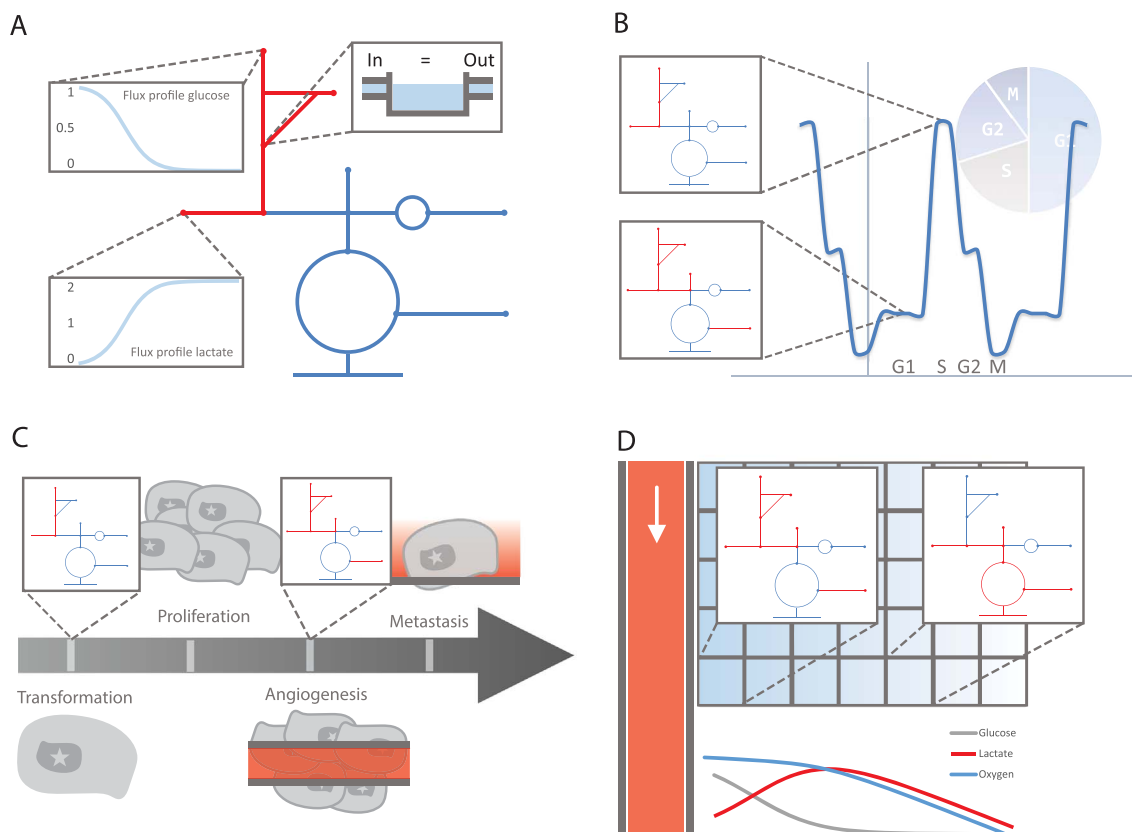 A
In = Out
Flux profile glucose
1
0.5
0
2
1
0
Flux profile lactate
B
M
G2
G1
S
G1 S G2 M
C
Proliferation
Metastasis
Transformation
Angiogenesis
D
Glucose
Lactate
Oxygen